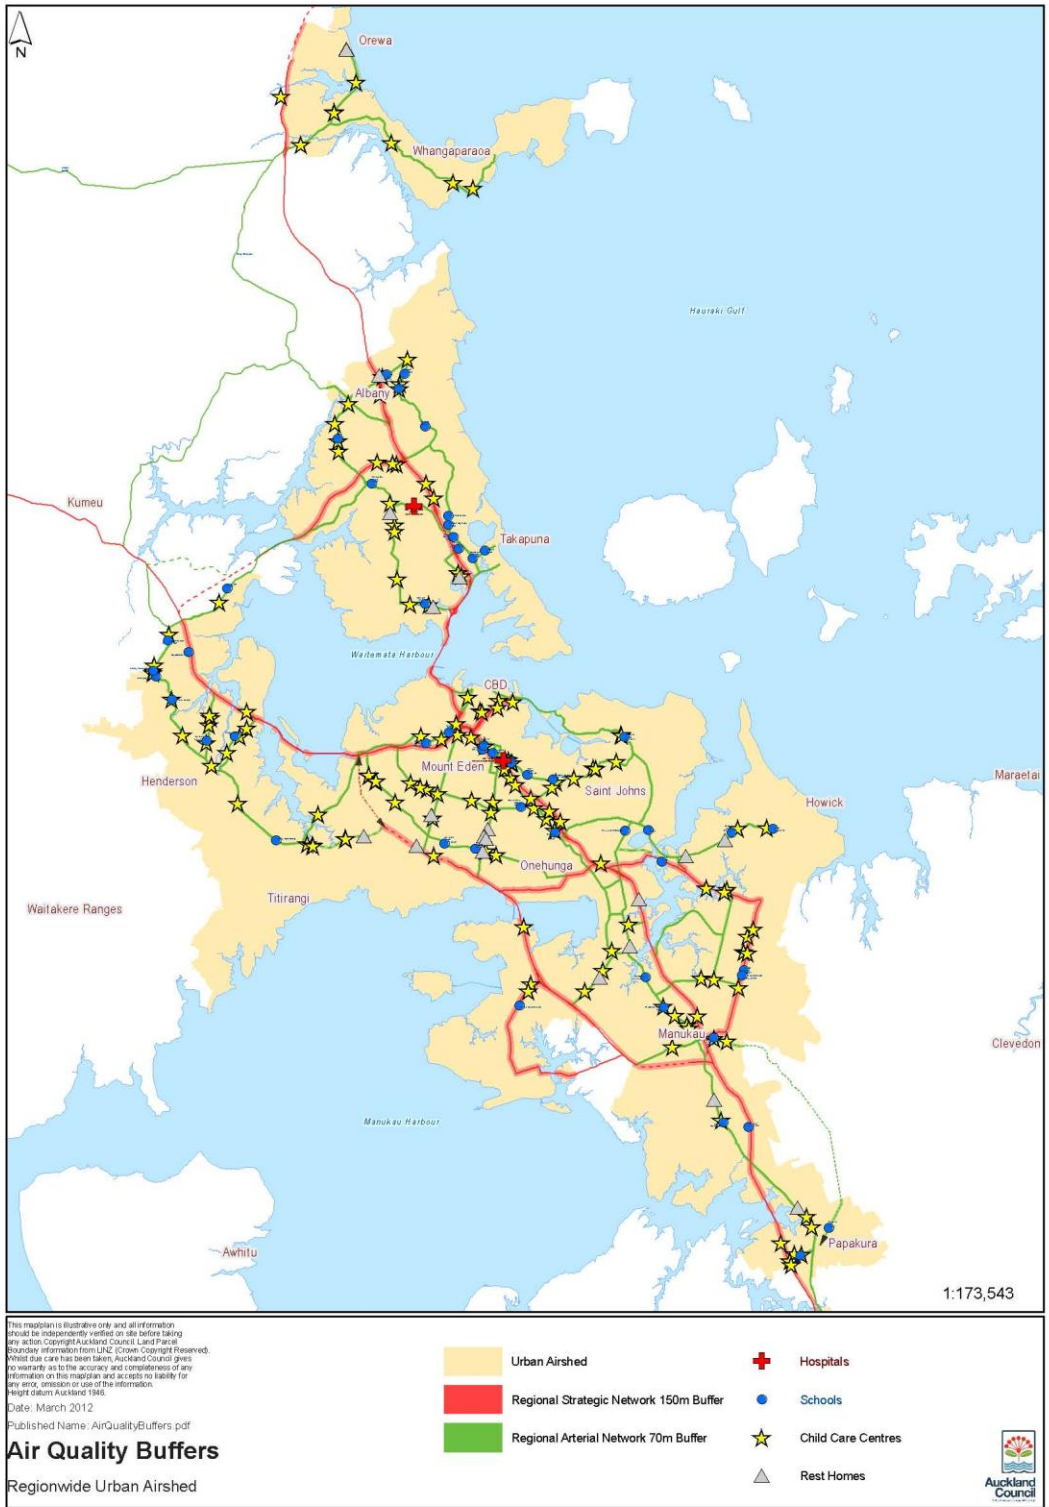 N
Orewa
Whangaparaoa
Hauraki Gulf
Albany
Kumeu
Takapuna
Waitemata Harbour
CBD
Mount Eden
Henderson
Saint Johns
Maraetai
Howick
Onehunga
Titirangi
Waitakere Ranges
Manukau
Clevedon
Manukau Harbour
Papakura
Awhitu
1:173,543
This map/plan is illustrative only and all information
should be independently verified on site before taking
any action. Copyright Auckland Council. Land Parcel
Boundary information from LINZ (Crown Copyright Reserved).
Whilst due care has been taken, Auckland Council gives
no warranty as to the accuracy and completeness of any
information on this map/plan and accepts no liability for
any error, omission or use of the information.
Height datum: Auckland 1946.
Date: March 2012
Published Name: AirQualityBuffers.pdf
Air Quality Buffers
Regionwide Urban Airshed
Urban Airshed
Regional Strategic Network 150m Buffer
Regional Arterial Network 70m Buffer
Hospitals
Schools
Child Care Centres
Rest Homes
Auckland
Council